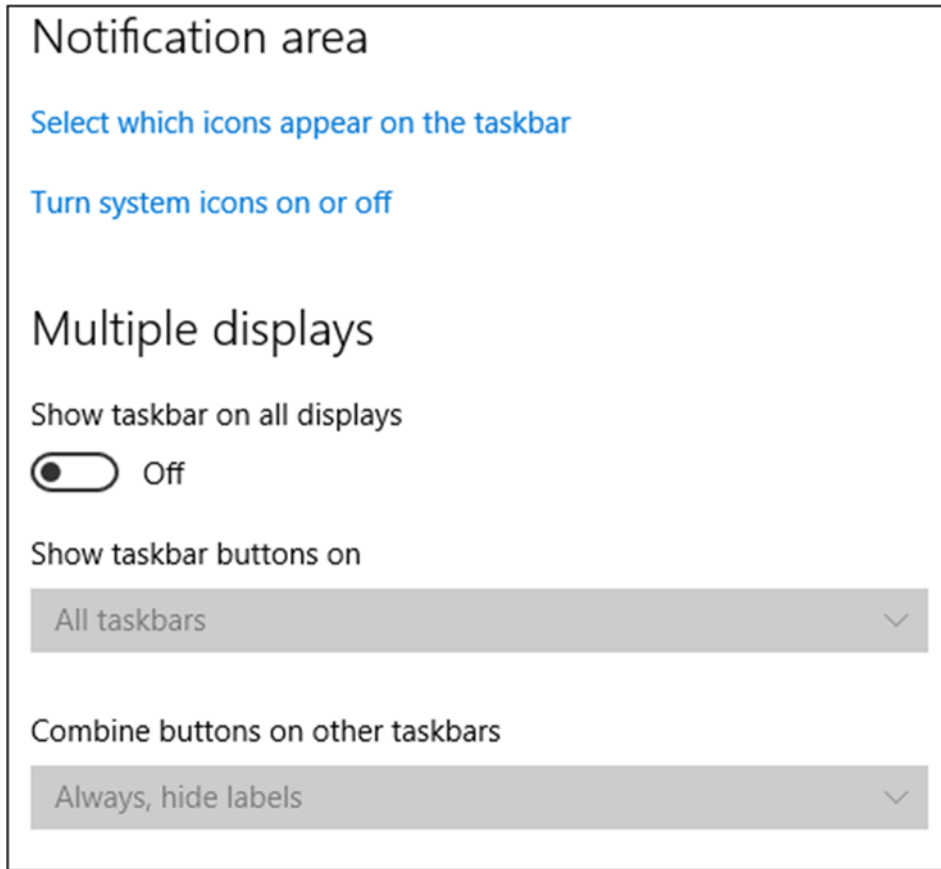 Notification area
Select which icons appear on the taskbar
Turn system icons on or off
Multiple displays
Show taskbar on all displays
Off
Show taskbar buttons on
All taskbars
Combine buttons on other taskbars
Always, hide labels